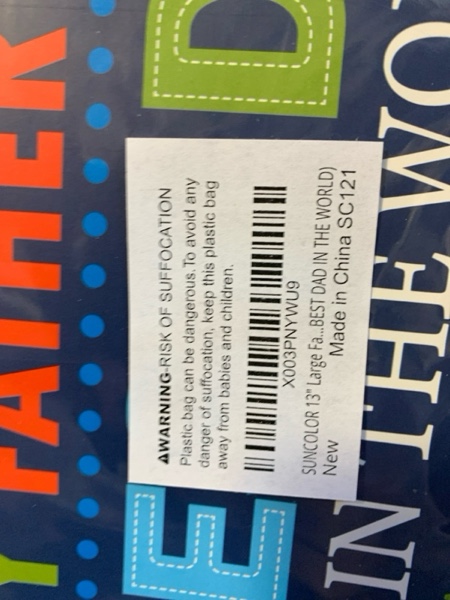 Y FATHER
E D
IN THE WO
⚠WARNING-RISK OF SUFFOCATION
Plastic bag can be dangerous.To avoid any
danger of suffocation, keep this plastic bag
away from babies and children.
X003PNYWU9
SUNCOLOR 13" Large Fa...BEST DAD IN THE WORLD)
New
Made in China SC121